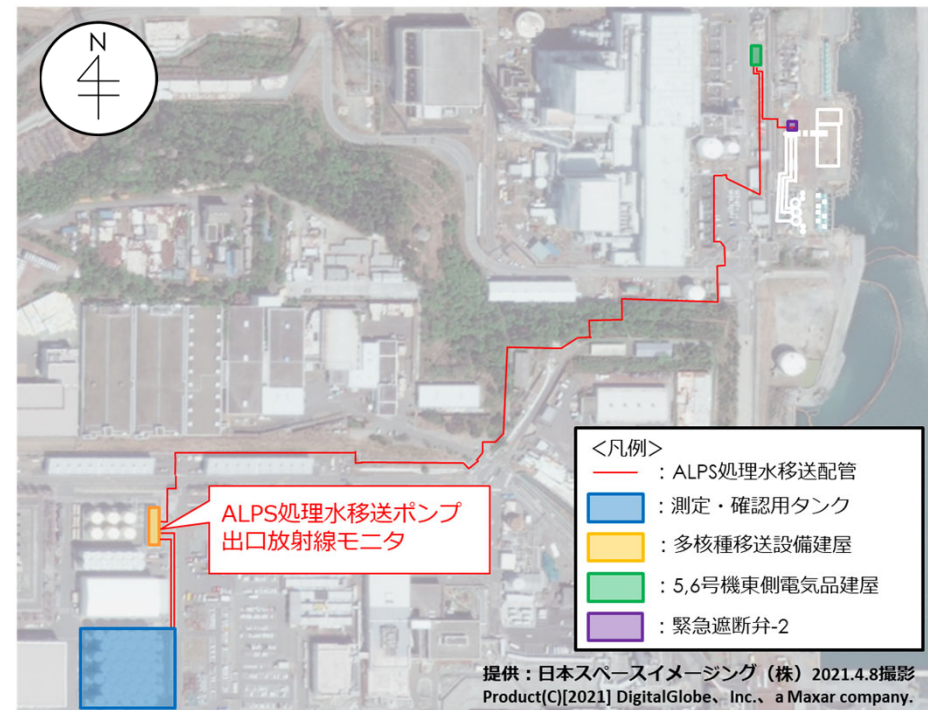 N
ALPS処理水移送ポンプ
出口放射線モニタ
＜凡例＞
：ALPS処理水移送配管
：測定・確認用タンク
：多核種移送設備建屋
：5,6号機東側電気品建屋
：緊急遮断弁-2
提供：日本スペースイメージング（株）2021.4.8撮影
Product(C)[2021] DigitalGlobe、Inc.、a Maxar company.